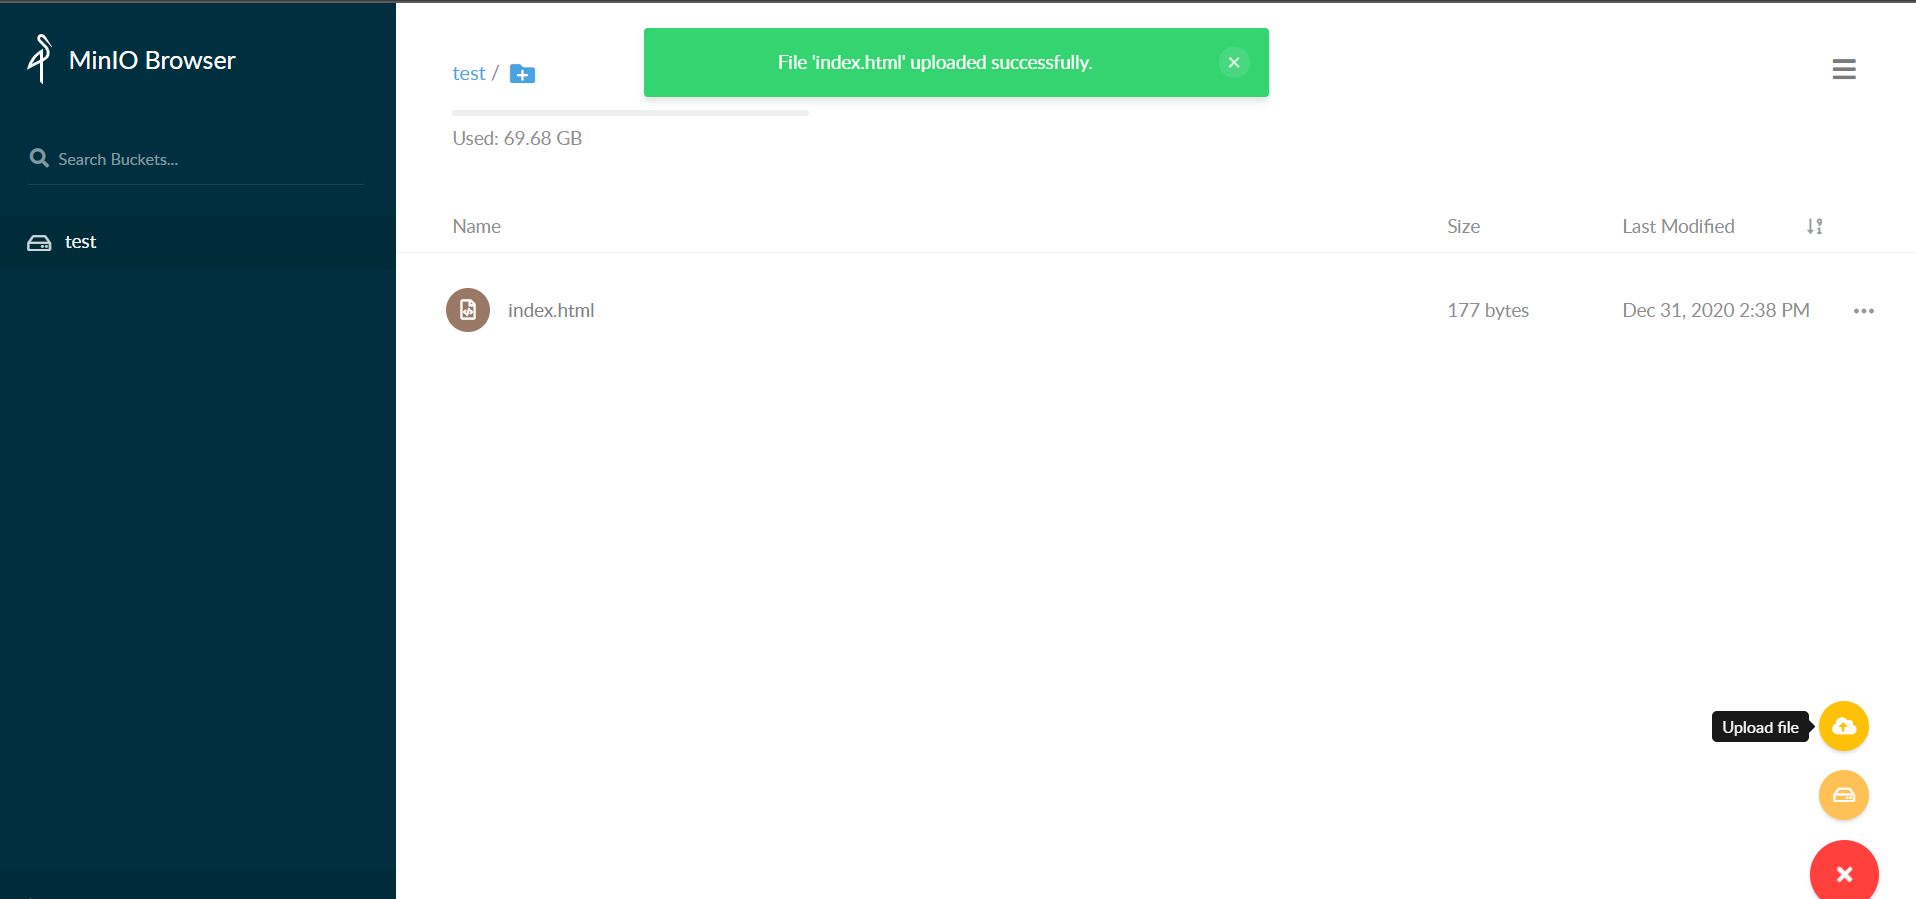 MinIO Browser
Search Buckets...
test
test /
File 'index.html' uploaded successfully.
Used: 69.68 GB
Name Size Last Modified
index.html 177 bytes Dec 31, 2020 2:38 PM
Upload file